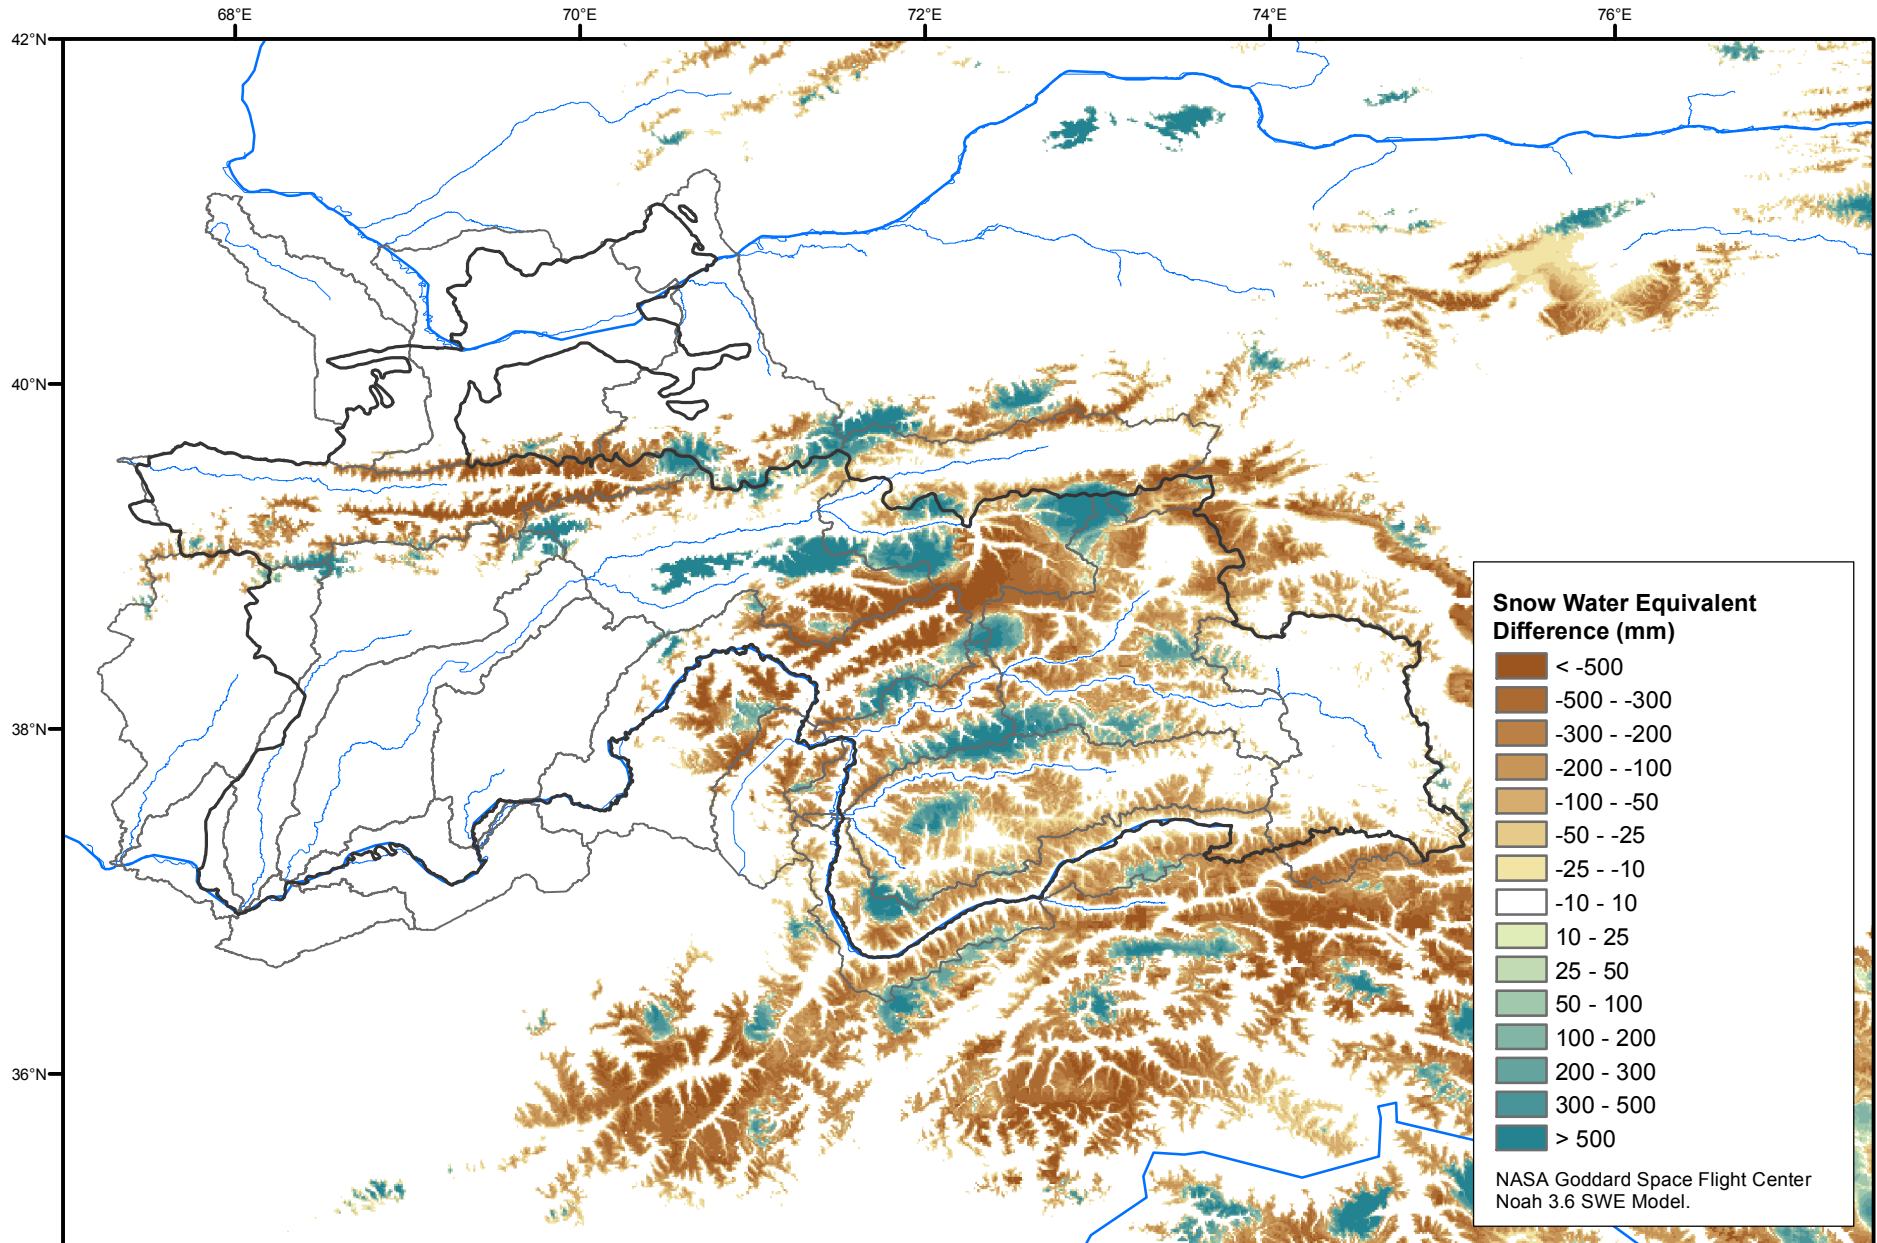 68°E 70°E 72°E 74°E 76°E
42°N
40°N
38°N
36°N
Snow Water Equivalent
Difference (mm)
< -500
-500 - -300
-300 - -200
-200 - -100
-100 - -50
-50 - -25
-25 - -10
-10 - 10
10 - 25
25 - 50
50 - 100
100 - 200
200 - 300
300 - 500
> 500
NASA Goddard Space Flight Center
Noah 3.6 SWE Model.